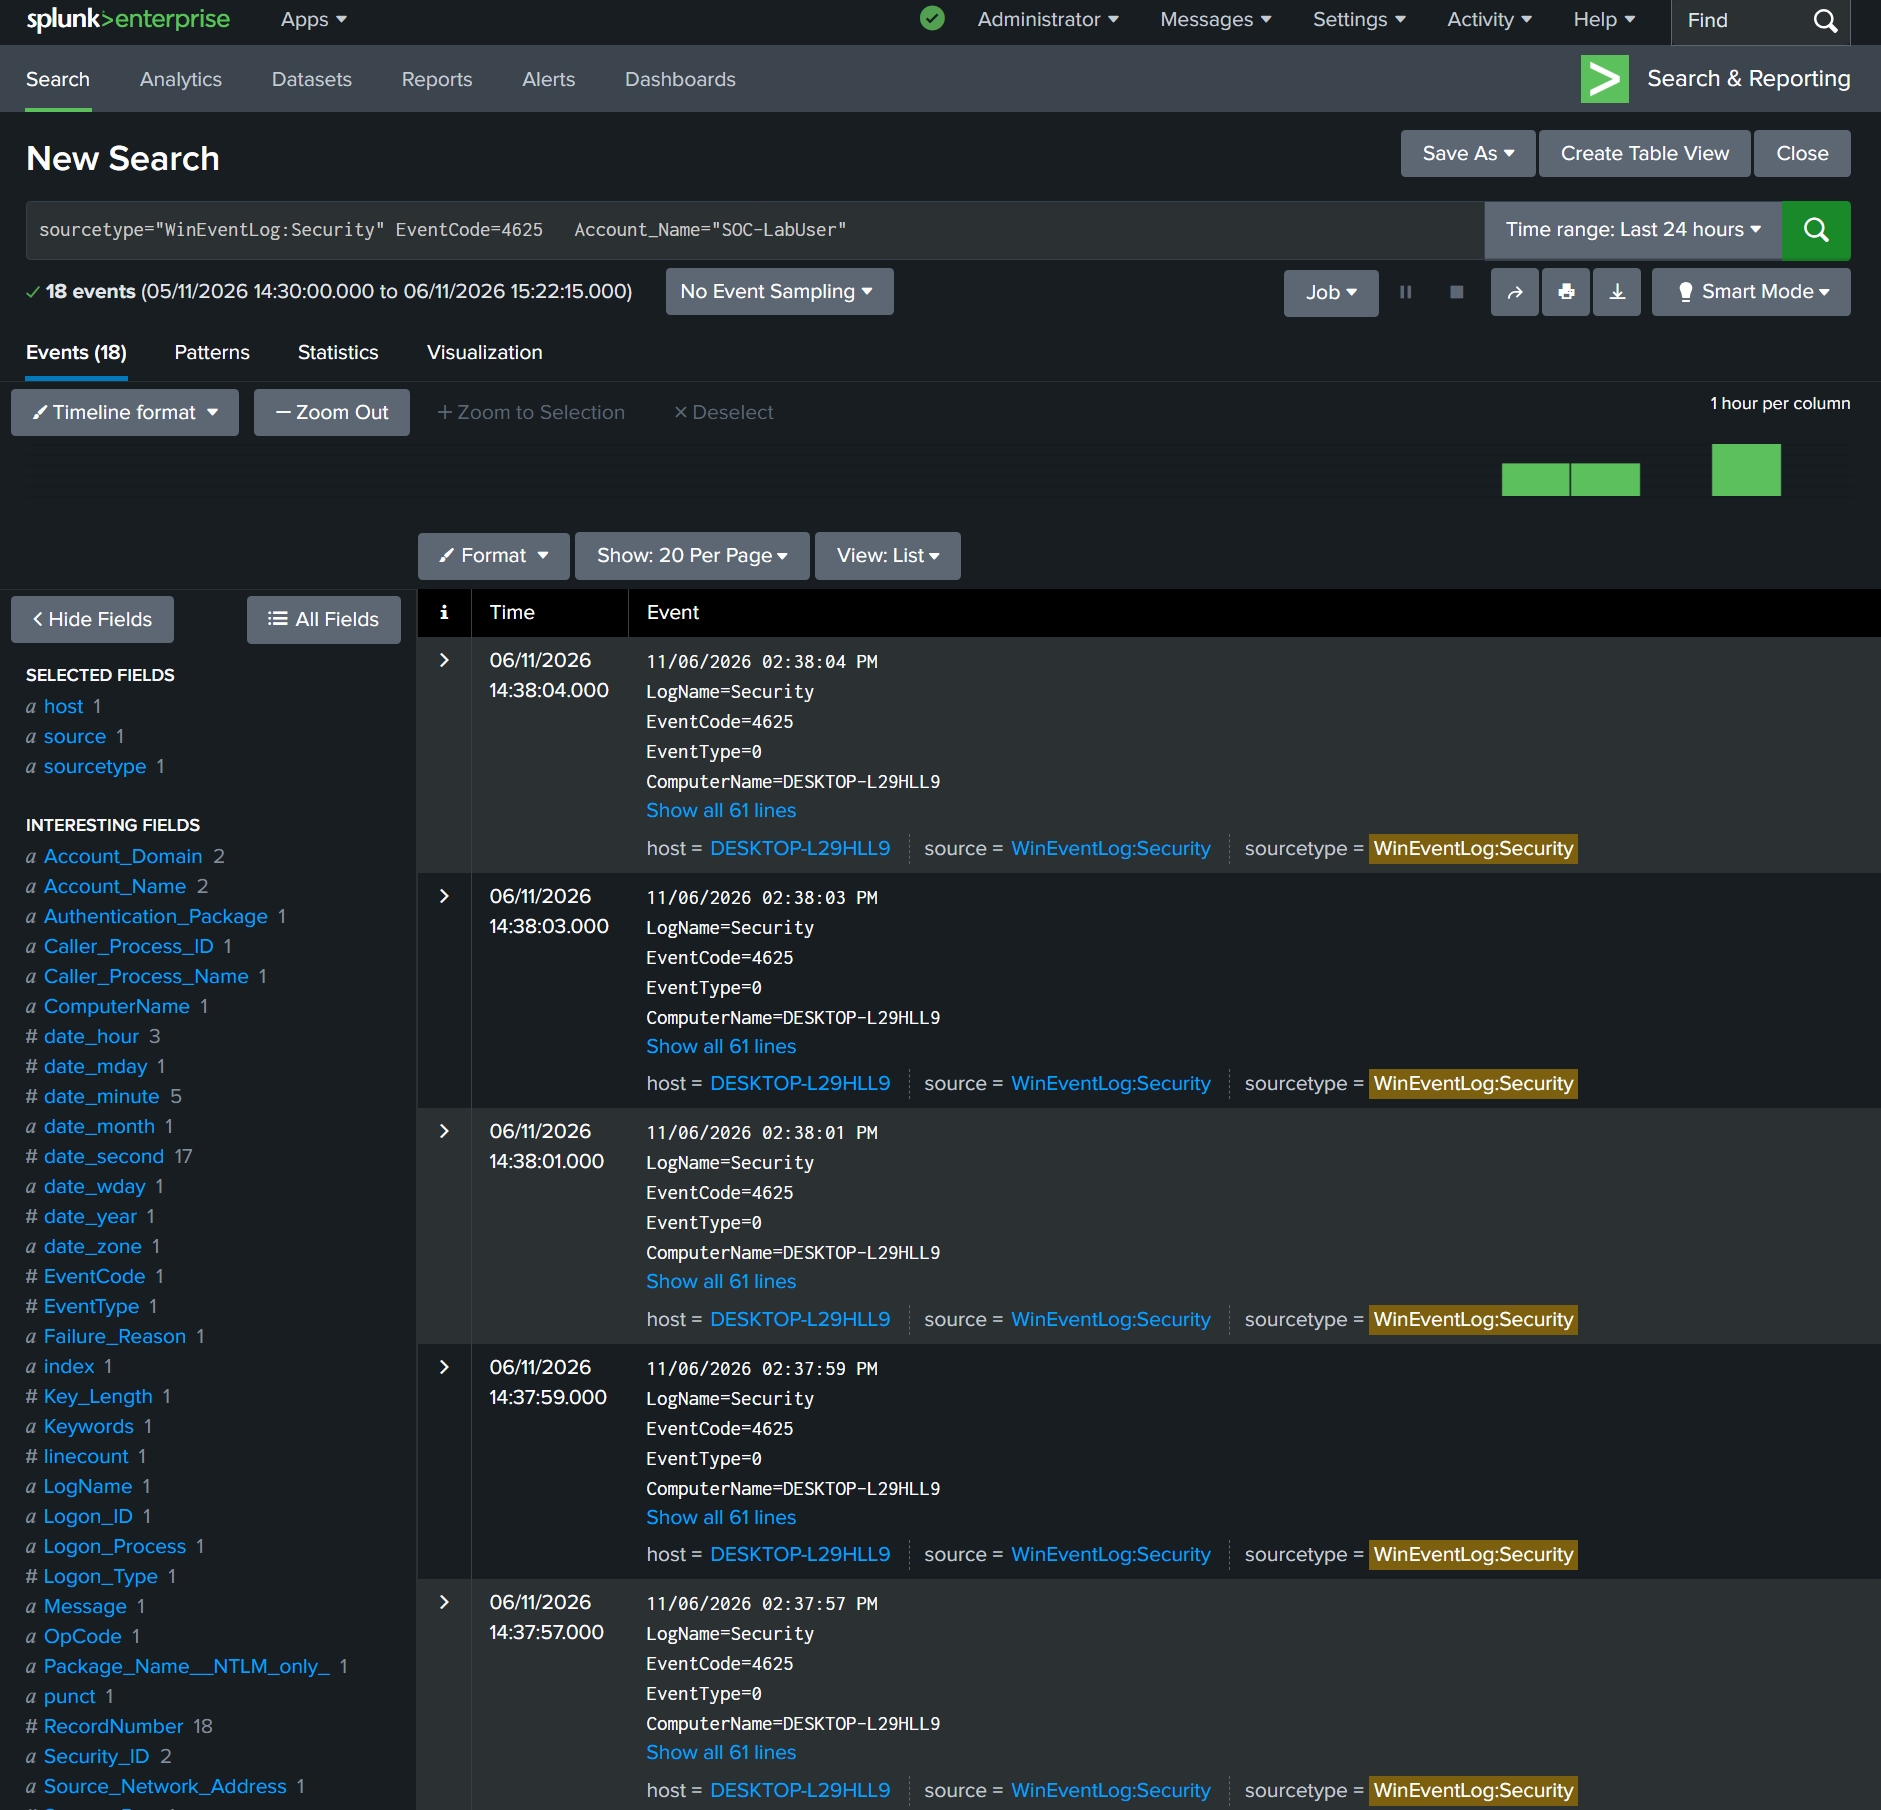 splunk>enterprise Apps Administrator Messages Settings Activity Help Find
Search Analytics Datasets Reports Alerts Dashboards > Search & Reporting
New Search Save As Create Table View Close
sourcetype="WinEventLog:Security" EventCode=4625 Account_Name="SOC-LabUser" Time range: Last 24 hours
18 events (05/11/2026 14:30:00.000 to 06/11/2026 15:22:15.000) No Event Sampling Job Smart Mode
Events (18) Patterns Statistics Visualization
Timeline format — Zoom Out + Zoom to Selection × Deselect 1 hour per column
Format Show: 20 Per Page View: List
< Hide Fields All Fields
SELECTED FIELDS
a host 1
a source 1
a sourcetype 1
INTERESTING FIELDS
a Account_Domain 2
a Account_Name 2
a Authentication_Package 1
a Caller_Process_ID 1
a Caller_Process_Name 1
a ComputerName 1
# date_hour 3
# date_mday 1
# date_minute 5
a date_month 1
# date_second 17
a date_wday 1
# date_year 1
a date_zone 1
# EventCode 1
# EventType 1
a Failure_Reason 1
a index 1
# Key_Length 1
a Keywords 1
# linecount 1
a LogName 1
a Logon_ID 1
a Logon_Process 1
# Logon_Type 1
a Message 1
a OpCode 1
a Package_Name__NTLM_only_ 1
a punct 1
# RecordNumber 18
a Security_ID 2
a Source_Network_Address 1
i Time Event
06/11/2026 14:38:04.000
11/06/2026 02:38:04 PM
LogName=Security
EventCode=4625
EventType=0
ComputerName=DESKTOP-L29HLL9
Show all 61 lines
host = DESKTOP-L29HLL9 source = WinEventLog:Security sourcetype = WinEventLog:Security
06/11/2026 14:38:03.000
11/06/2026 02:38:03 PM
LogName=Security
EventCode=4625
EventType=0
ComputerName=DESKTOP-L29HLL9
Show all 61 lines
host = DESKTOP-L29HLL9 source = WinEventLog:Security sourcetype = WinEventLog:Security
06/11/2026 14:38:01.000
11/06/2026 02:38:01 PM
LogName=Security
EventCode=4625
EventType=0
ComputerName=DESKTOP-L29HLL9
Show all 61 lines
host = DESKTOP-L29HLL9 source = WinEventLog:Security sourcetype = WinEventLog:Security
06/11/2026 14:37:59.000
11/06/2026 02:37:59 PM
LogName=Security
EventCode=4625
EventType=0
ComputerName=DESKTOP-L29HLL9
Show all 61 lines
host = DESKTOP-L29HLL9 source = WinEventLog:Security sourcetype = WinEventLog:Security
06/11/2026 14:37:57.000
11/06/2026 02:37:57 PM
LogName=Security
EventCode=4625
EventType=0
ComputerName=DESKTOP-L29HLL9
Show all 61 lines
host = DESKTOP-L29HLL9 source = WinEventLog:Security sourcetype = WinEventLog:Security